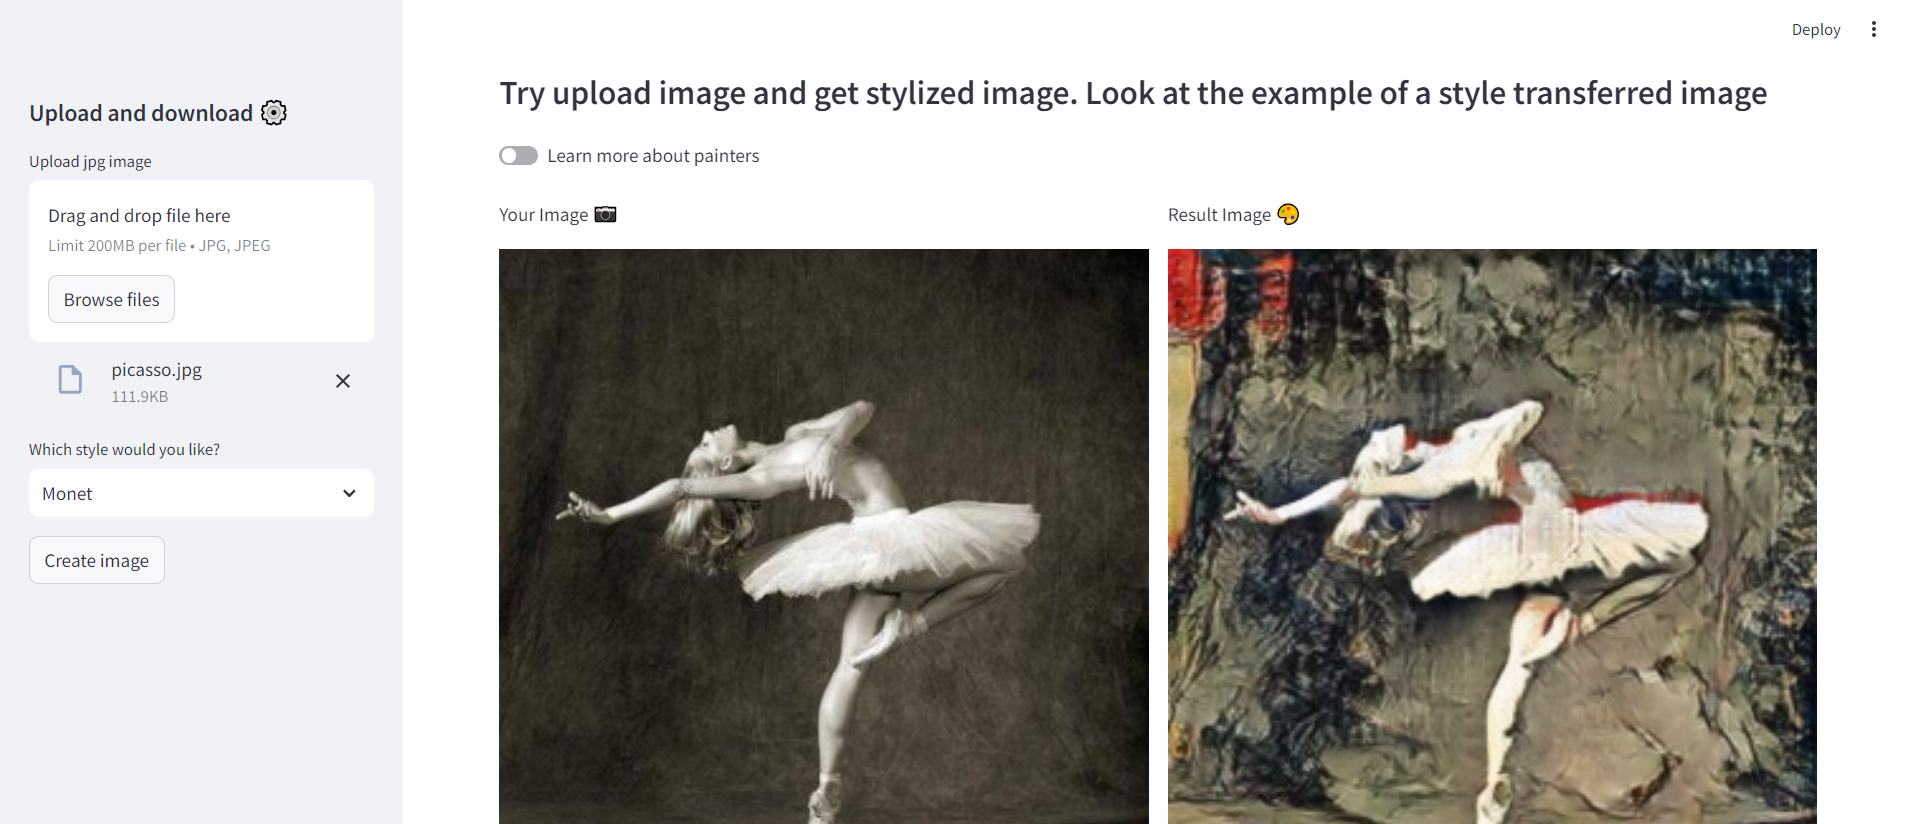 Deploy
Upload and download
Upload jpg image
Drag and drop file here
Limit 200MB per file • JPG, JPEG
Browse files
picasso.jpg
111.9KB
Which style would you like?
Monet
Create image
Try upload image and get stylized image. Look at the example of a style transferred image
Learn more about painters
Your Image
Result Image